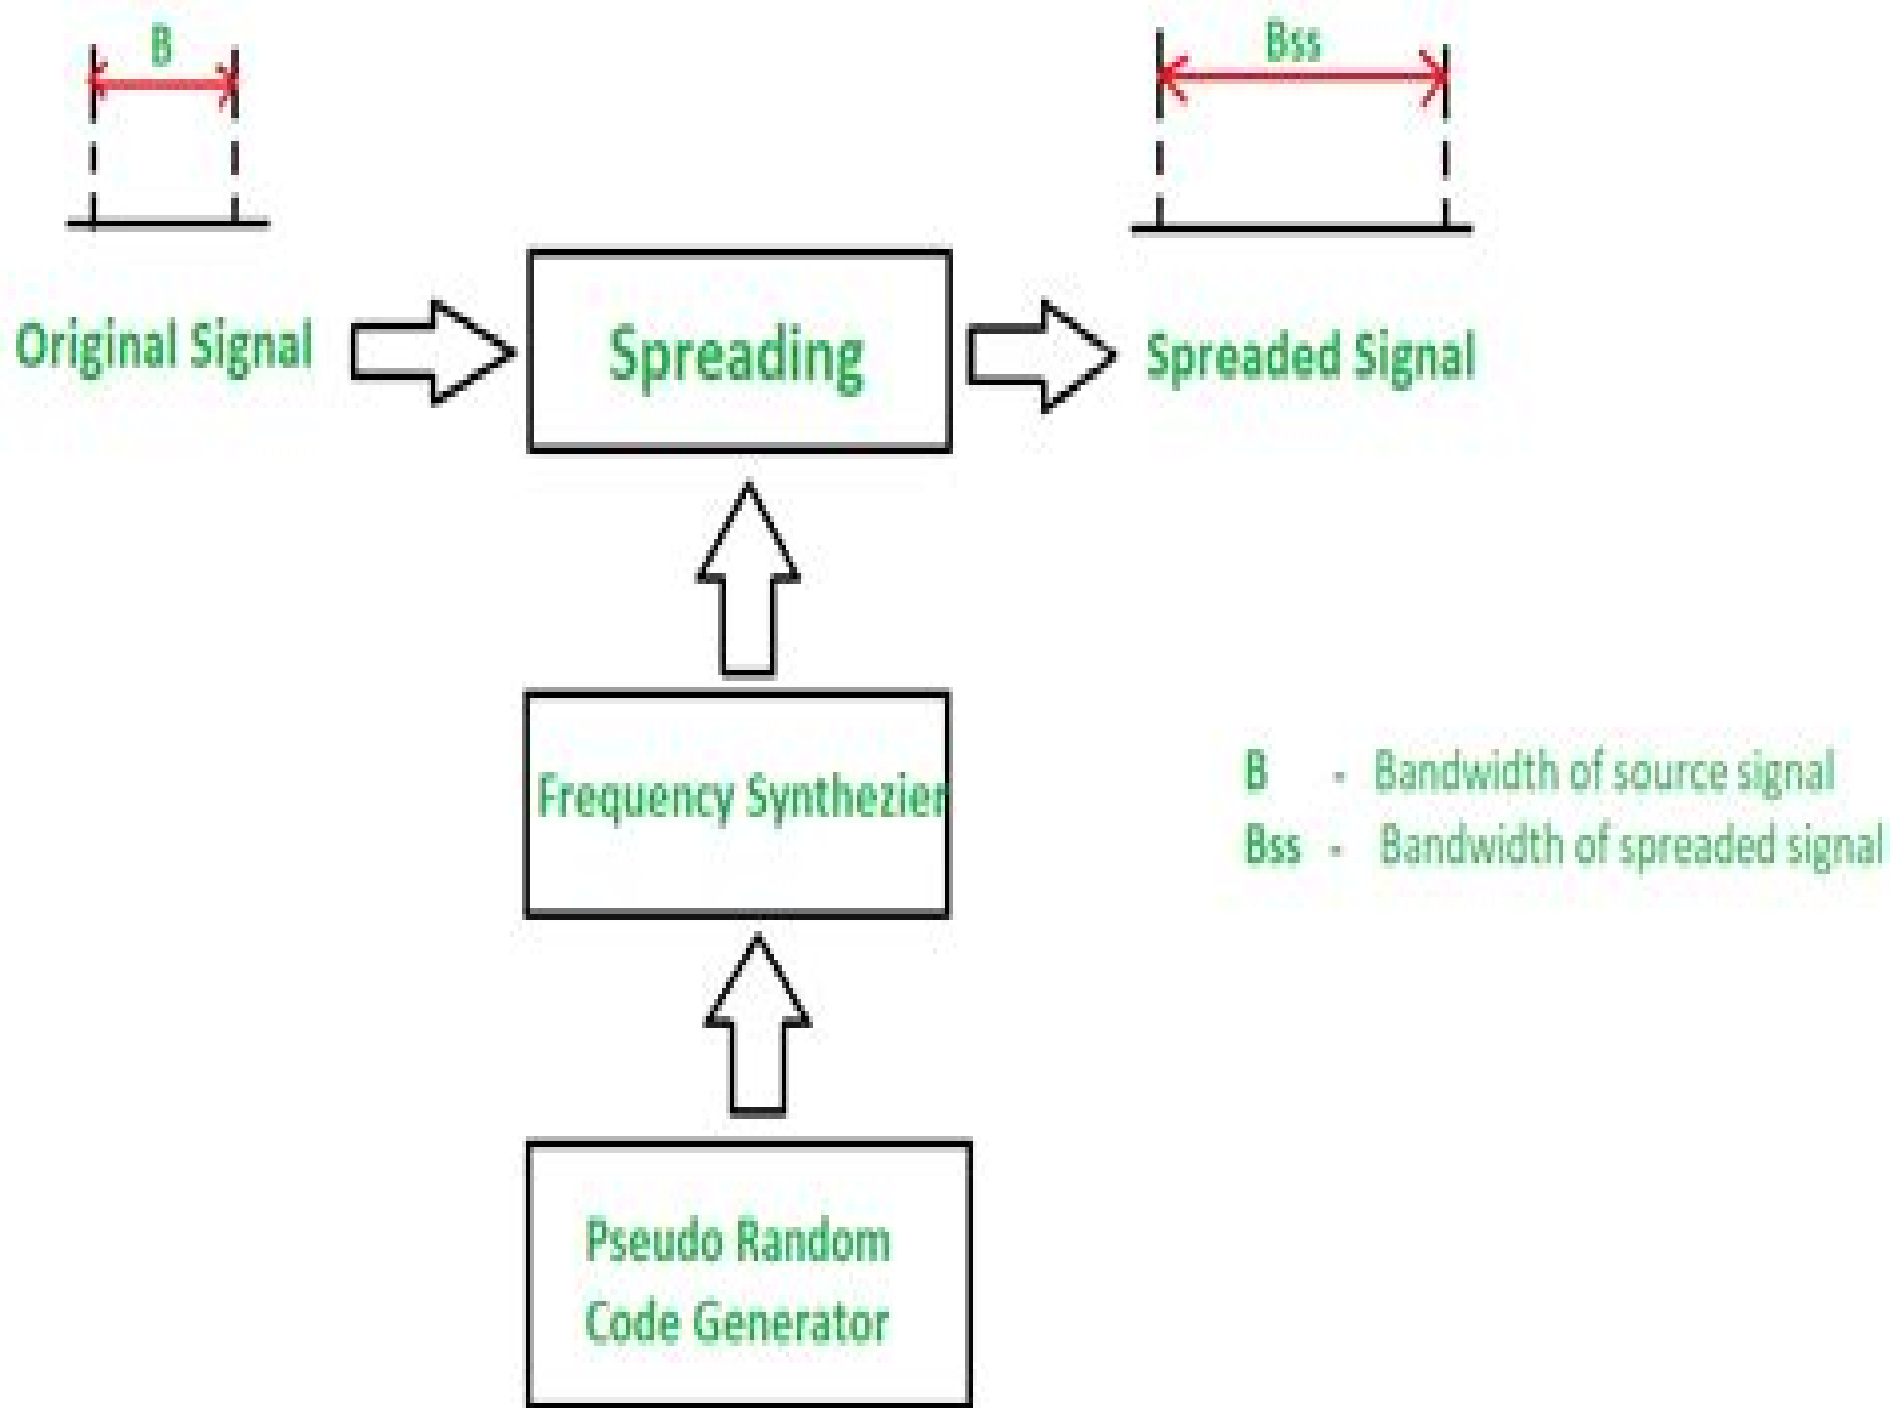 B
Bss
Original Signal
Spreading
Spreaded Signal
Frequency Synthezier
B - Bandwidth of source signal
Bss - Bandwidth of spreaded signal
Pseudo Random
Code Generator